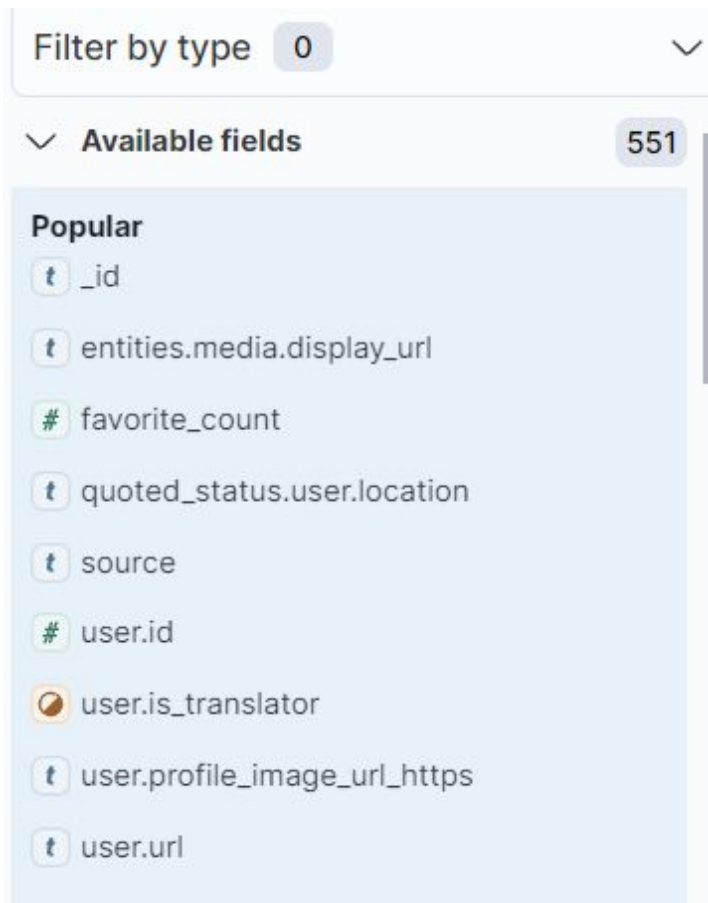 Filter by type 0
Available fields 551
Popular
t _id
t entities.media.display_url
# favorite_count
t quoted_status.user.location
t source
# user.id
user.is_translator
t user.profile_image_url_https
t user.url